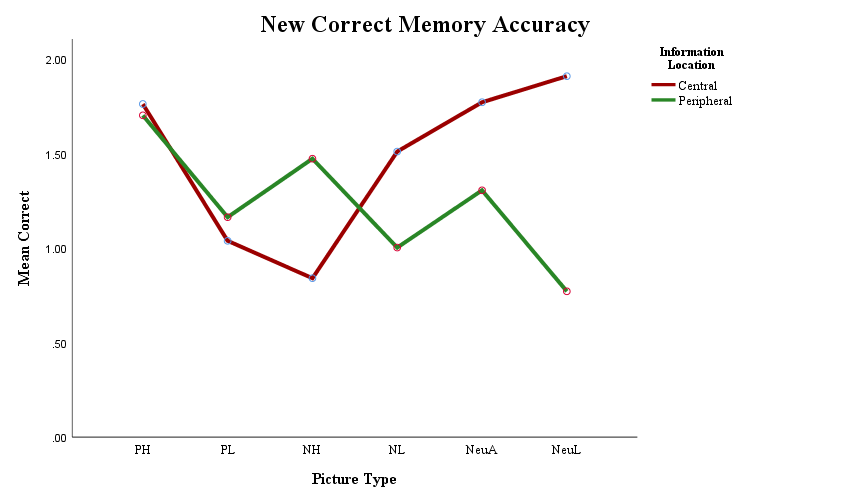 New Correct Memory Accuracy
Information
Location
Central
Peripheral
Mean Correct
2.00
1.50
1.00
.50
.00
PH PL NH NL NeuA NeuL
Picture Type